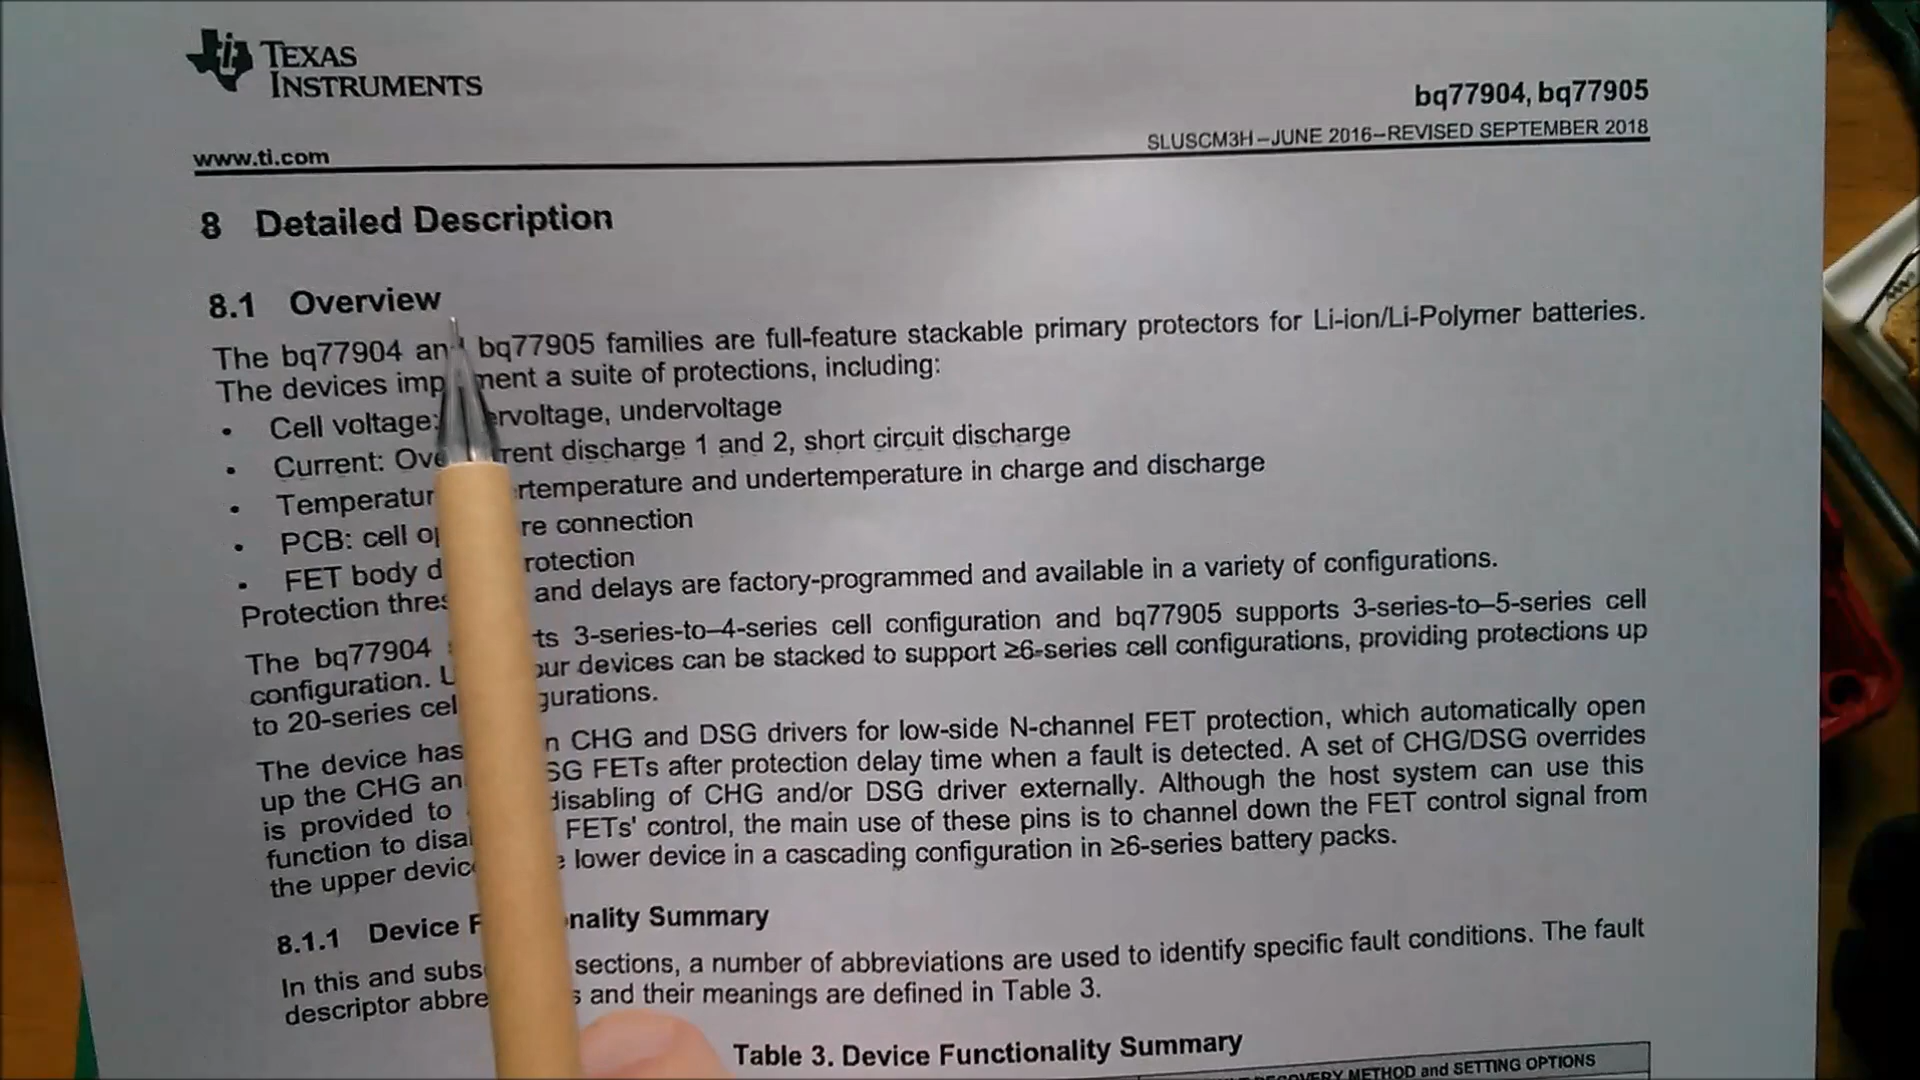 TEXAS
INSTRUMENTS
bq77904, bq77905
www.ti.com
SLUSCM3H–JUNE 2016–REVISED SEPTEMBER 2018
8 Detailed Description
8.1 Overview
The bq77904 and bq77905 families are full-feature stackable primary protectors for Li-ion/Li-Polymer batteries.
The devices imp ment a suite of protections, including:
• Cell voltage: ervoltage, undervoltage
• Current: Ove rent discharge 1 and 2, short circuit discharge
• Temperatur rtemperature and undertemperature in charge and discharge
• PCB: cell o re connection
• FET body d rotection
Protection thres and delays are factory-programmed and available in a variety of configurations.
The bq77904 ts 3-series-to–4-series cell configuration and bq77905 supports 3-series-to–5-series cell
configuration. U our devices can be stacked to support ≥6-series cell configurations, providing protections up
to 20-series cel gurations.
The device has n CHG and DSG drivers for low-side N-channel FET protection, which automatically open
up the CHG an SG FETs after protection delay time when a fault is detected. A set of CHG/DSG overrides
is provided to disabling of CHG and/or DSG driver externally. Although the host system can use this
function to disa FETs' control, the main use of these pins is to channel down the FET control signal from
the upper devic e lower device in a cascading configuration in ≥6-series battery packs.
8.1.1 Device F nality Summary
In this and subs sections, a number of abbreviations are used to identify specific fault conditions. The fault
descriptor abbre s and their meanings are defined in Table 3.
Table 3. Device Functionality Summary
METHOD and SETTING OPTIONS